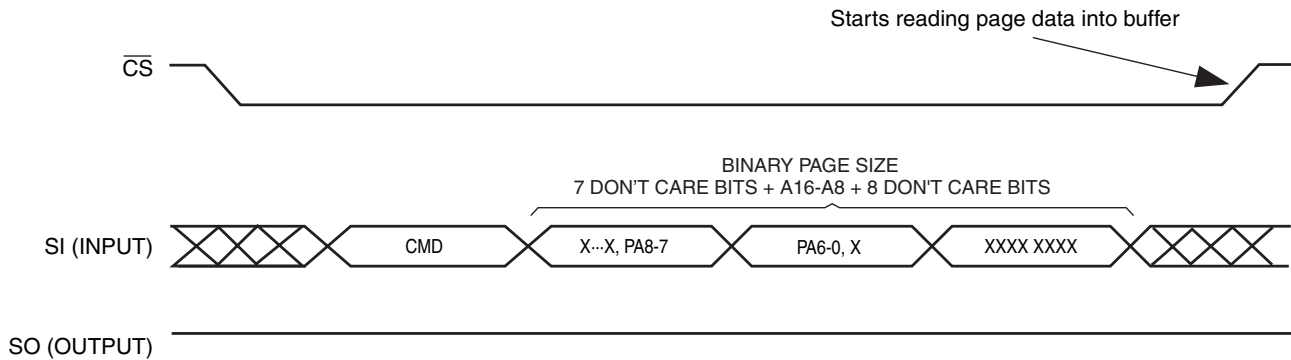 Starts reading page data into buffer
CS
BINARY PAGE SIZE
7 DON’T CARE BITS + A16-A8 + 8 DON'T CARE BITS
SI (INPUT)
CMD
X···X, PA8-7
PA6-0, X
XXXX XXXX
SO (OUTPUT)